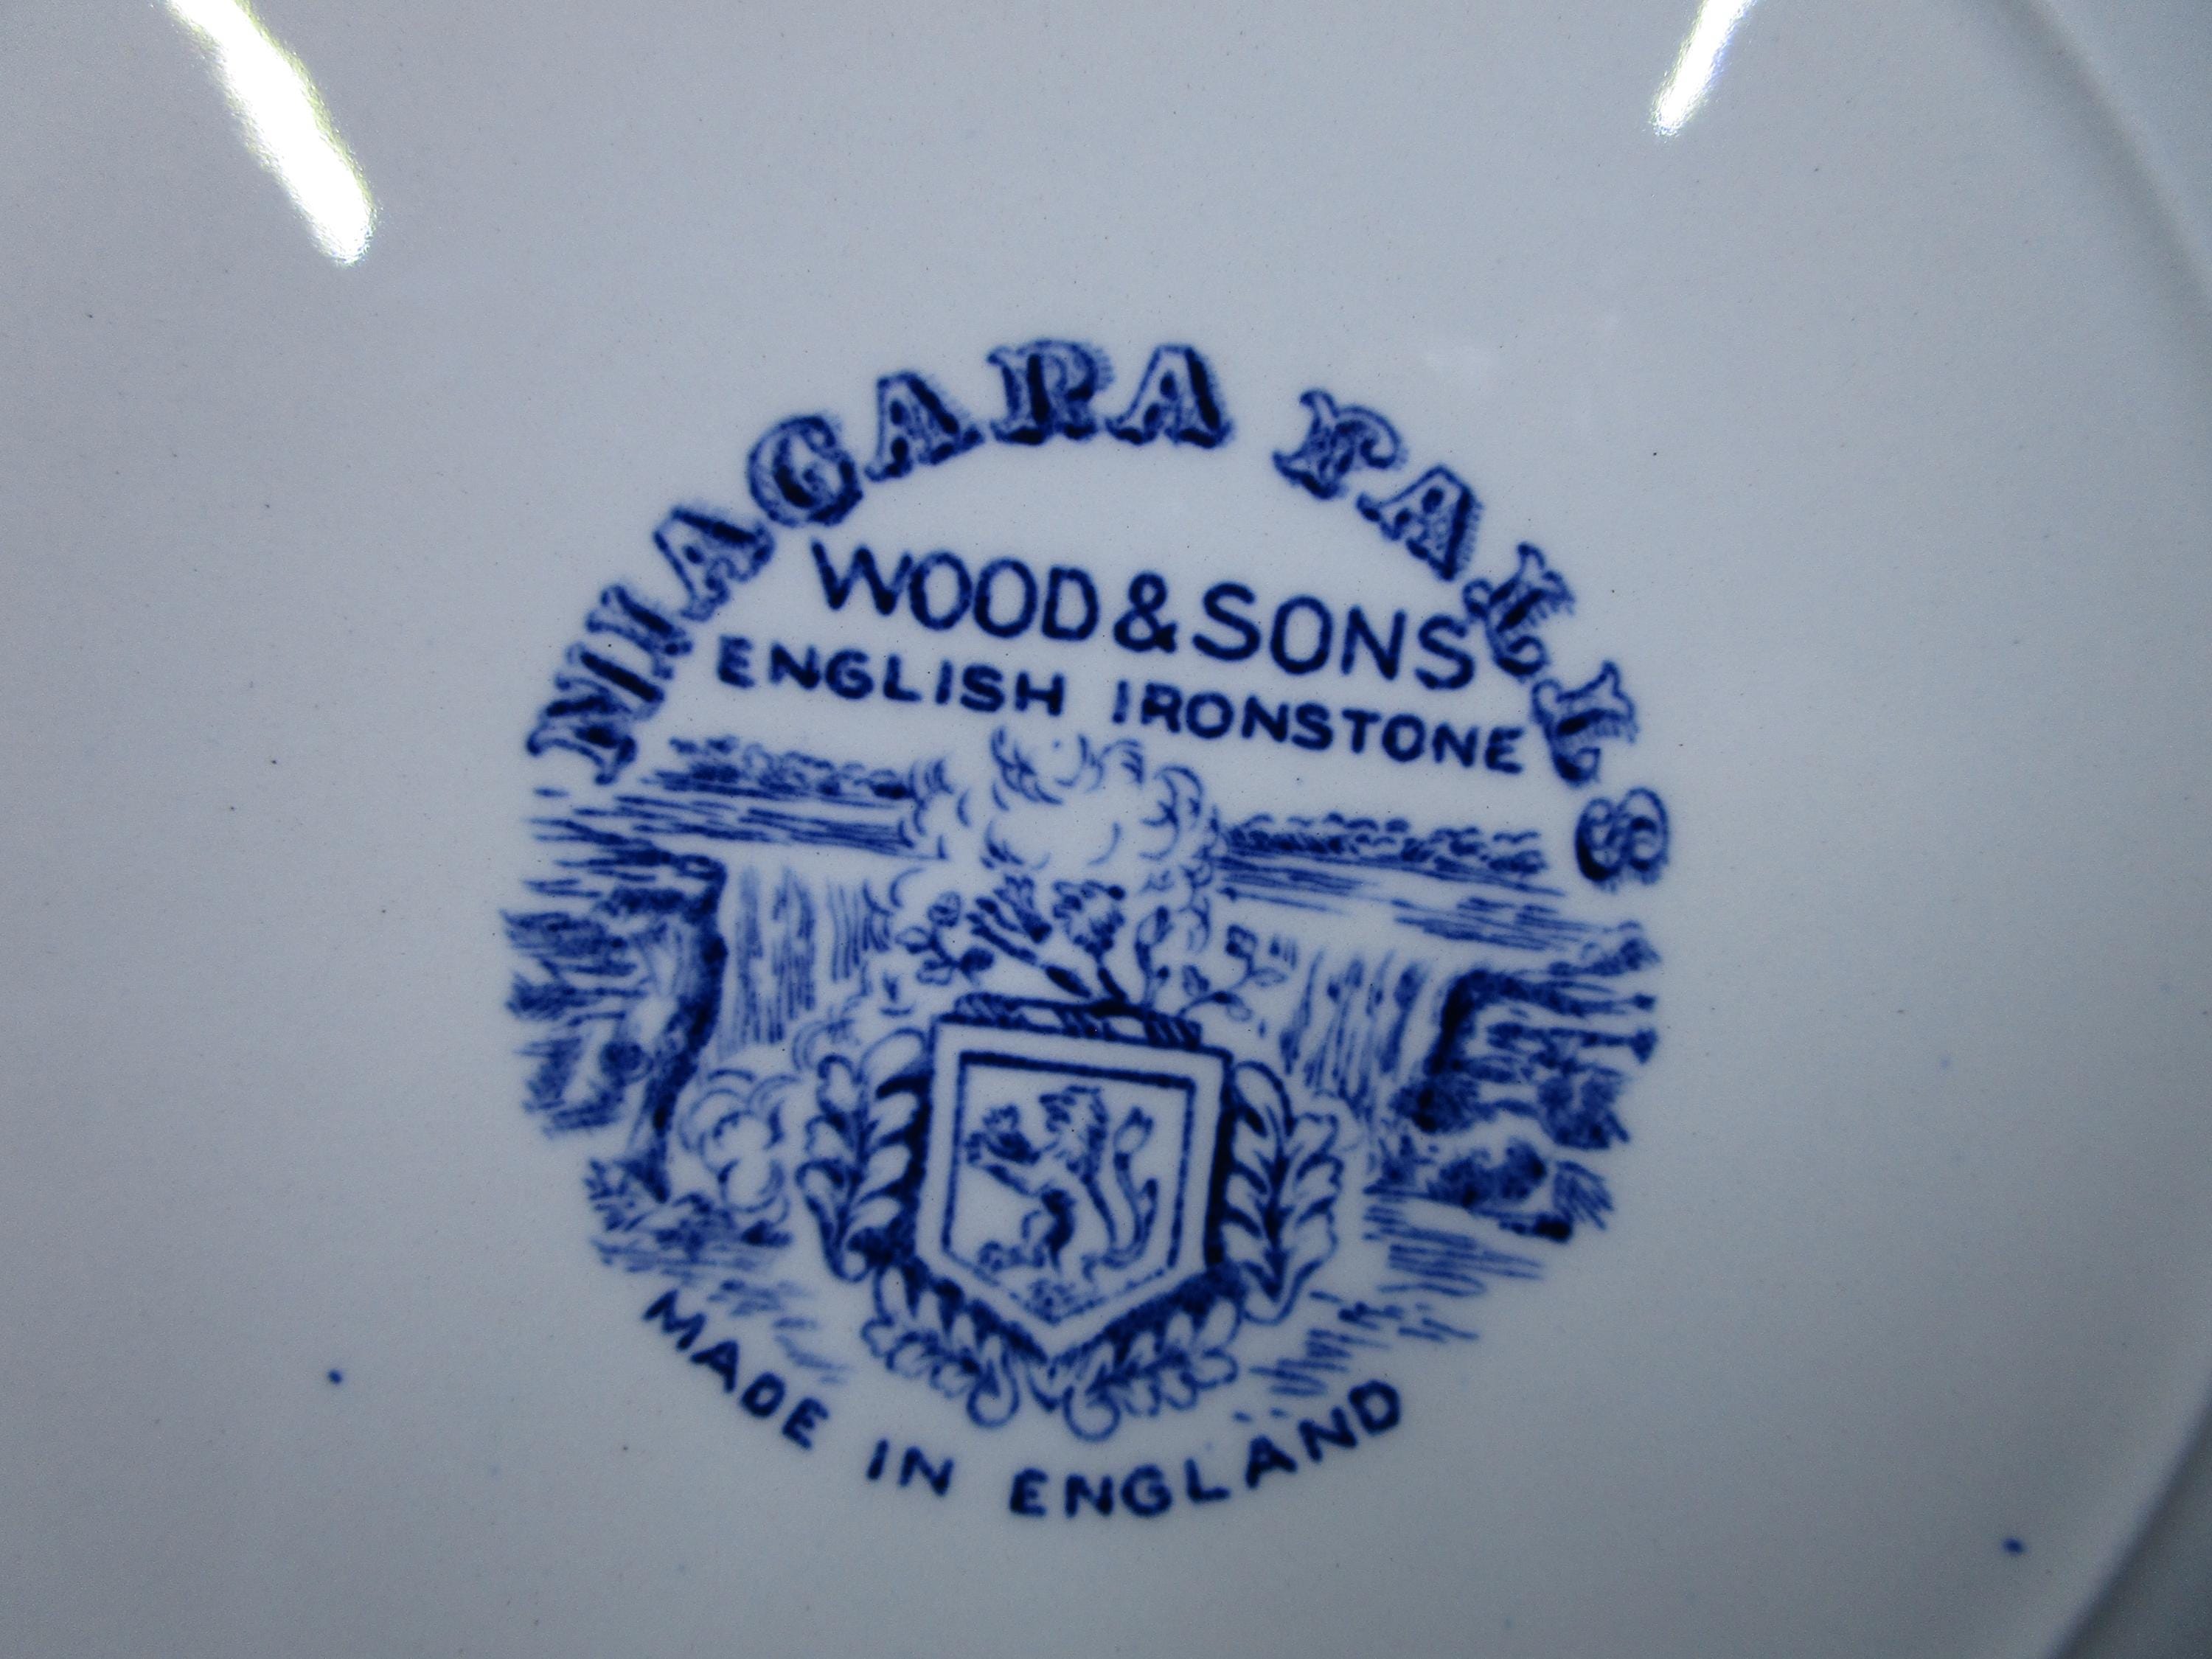 NIAGARA FALLS
WOOD & SONS
ENGLISH IRONSTONE
MADE IN ENGLAND